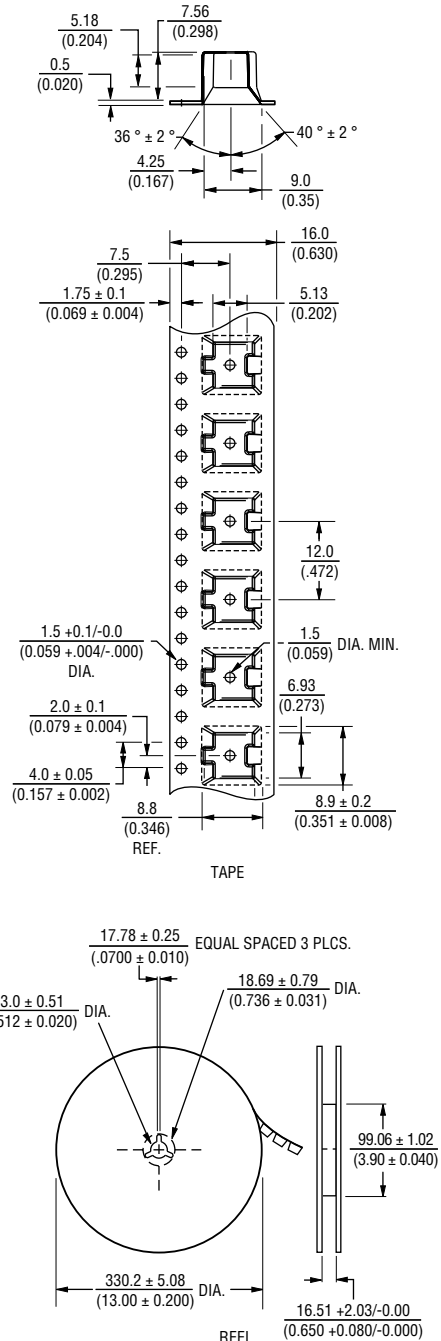 5.18
(0.204)
7.56
(0.298)
0.5
(0.020)
36 ° ± 2 °
40 ° ± 2 °
4.25
(0.167)
9.0
(0.35)
16.0
(0.630)
7.5
(0.295)
1.75 ± 0.1
(0.069 ± 0.004)
5.13
(0.202)
12.0
(.472)
1.5 +0.1/-0.0
(0.059 +.004/-.000)
DIA.
1.5
(0.059)
DIA. MIN.
2.0 ± 0.1
(0.079 ± 0.004)
6.93
(0.273)
4.0 ± 0.05
(0.157 ± 0.002)
8.8
(0.346)
REF.
8.9 ± 0.2
(0.351 ± 0.008)
TAPE
17.78 ± 0.25
(.0700 ± 0.010)
EQUAL SPACED 3 PLCS.
18.69 ± 0.79
(0.736 ± 0.031)
DIA.
3.0 ± 0.51
512 ± 0.020)
DIA.
99.06 ± 1.02
(3.90 ± 0.040)
330.2 ± 5.08
(13.00 ± 0.200)
DIA.
16.51 +2.03/-0.00
(0.650 +0.080/-0.000)
REEL